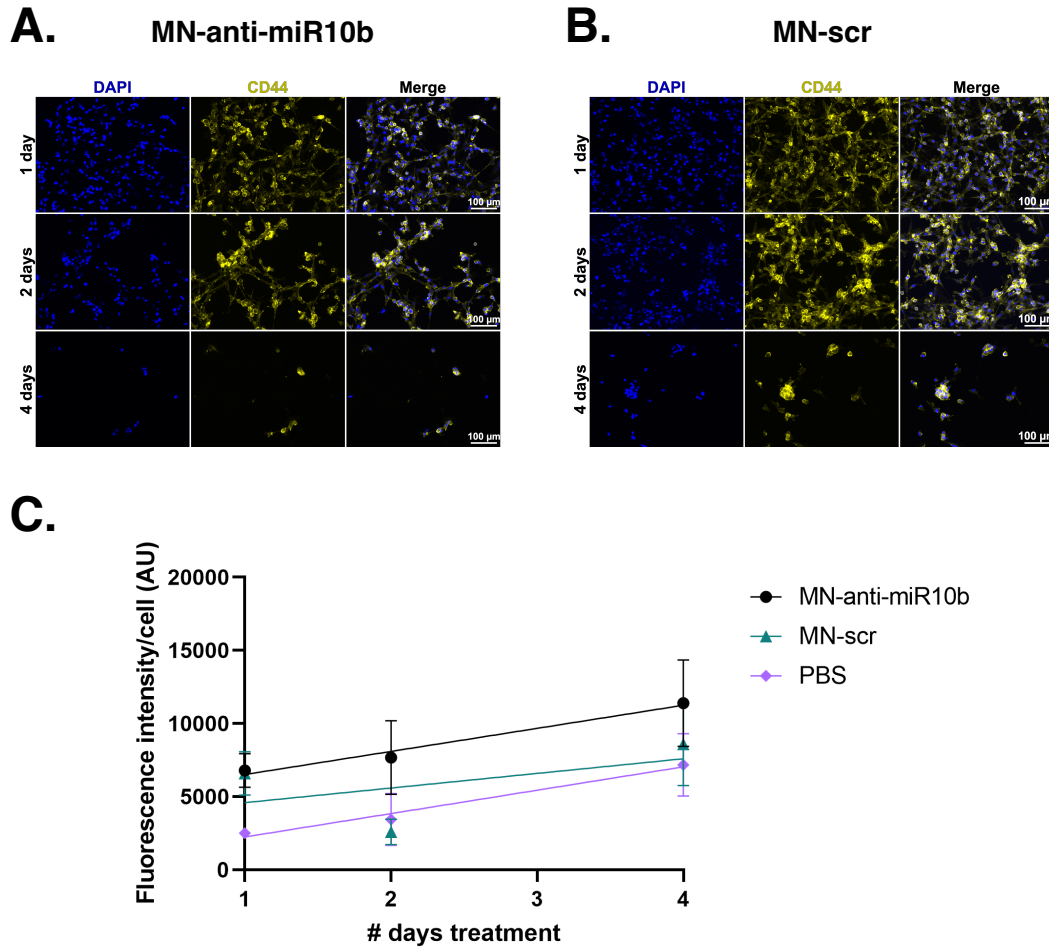 A. MN-anti-miR10b
DAPI CD44 Merge
1 day
100 µm
2 days
100 µm
4 days
100 µm
B. MN-scr
DAPI CD44 Merge
1 day
100 µm
2 days
100 µm
4 days
100 µm
C.
Fluorescence intensity/cell (AU)
20000
15000
10000
5000
0
1 2 3 4
# days treatment
MN-anti-miR10b
MN-scr
PBS